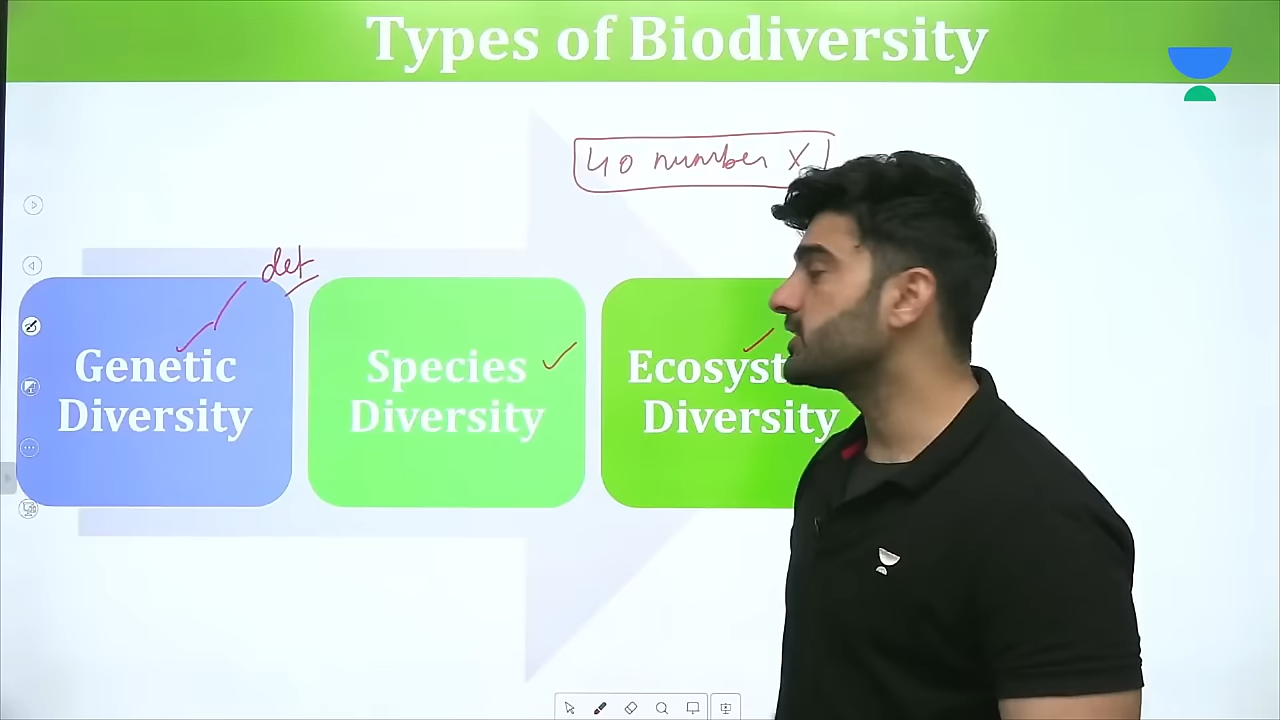 Types of Biodiversity
40 number X
def
Genetic
Diversity
Species
Diversity
Ecosyst
Diversity